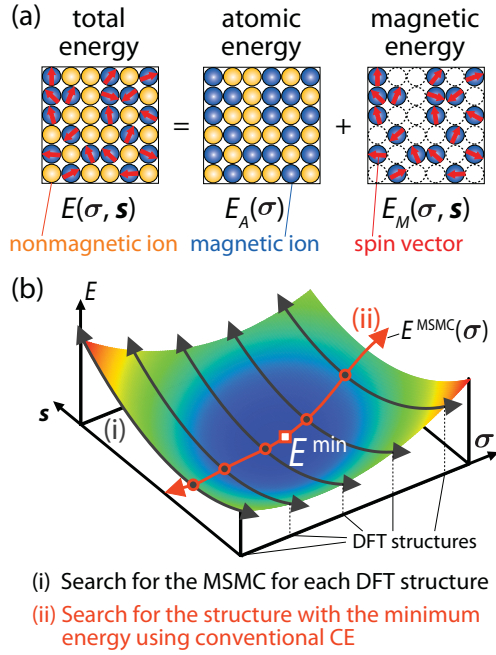 (a) total energy atomic energy magnetic energy
= +
E(σ, s) E_A(σ) E_M(σ, s)
nonmagnetic ion magnetic ion spin vector
(b)
E
(ii)
E^MSMC(σ)
s
(i)
E^min
σ
DFT structures
(i) Search for the MSMC for each DFT structure
(ii) Search for the structure with the minimum
energy using conventional CE